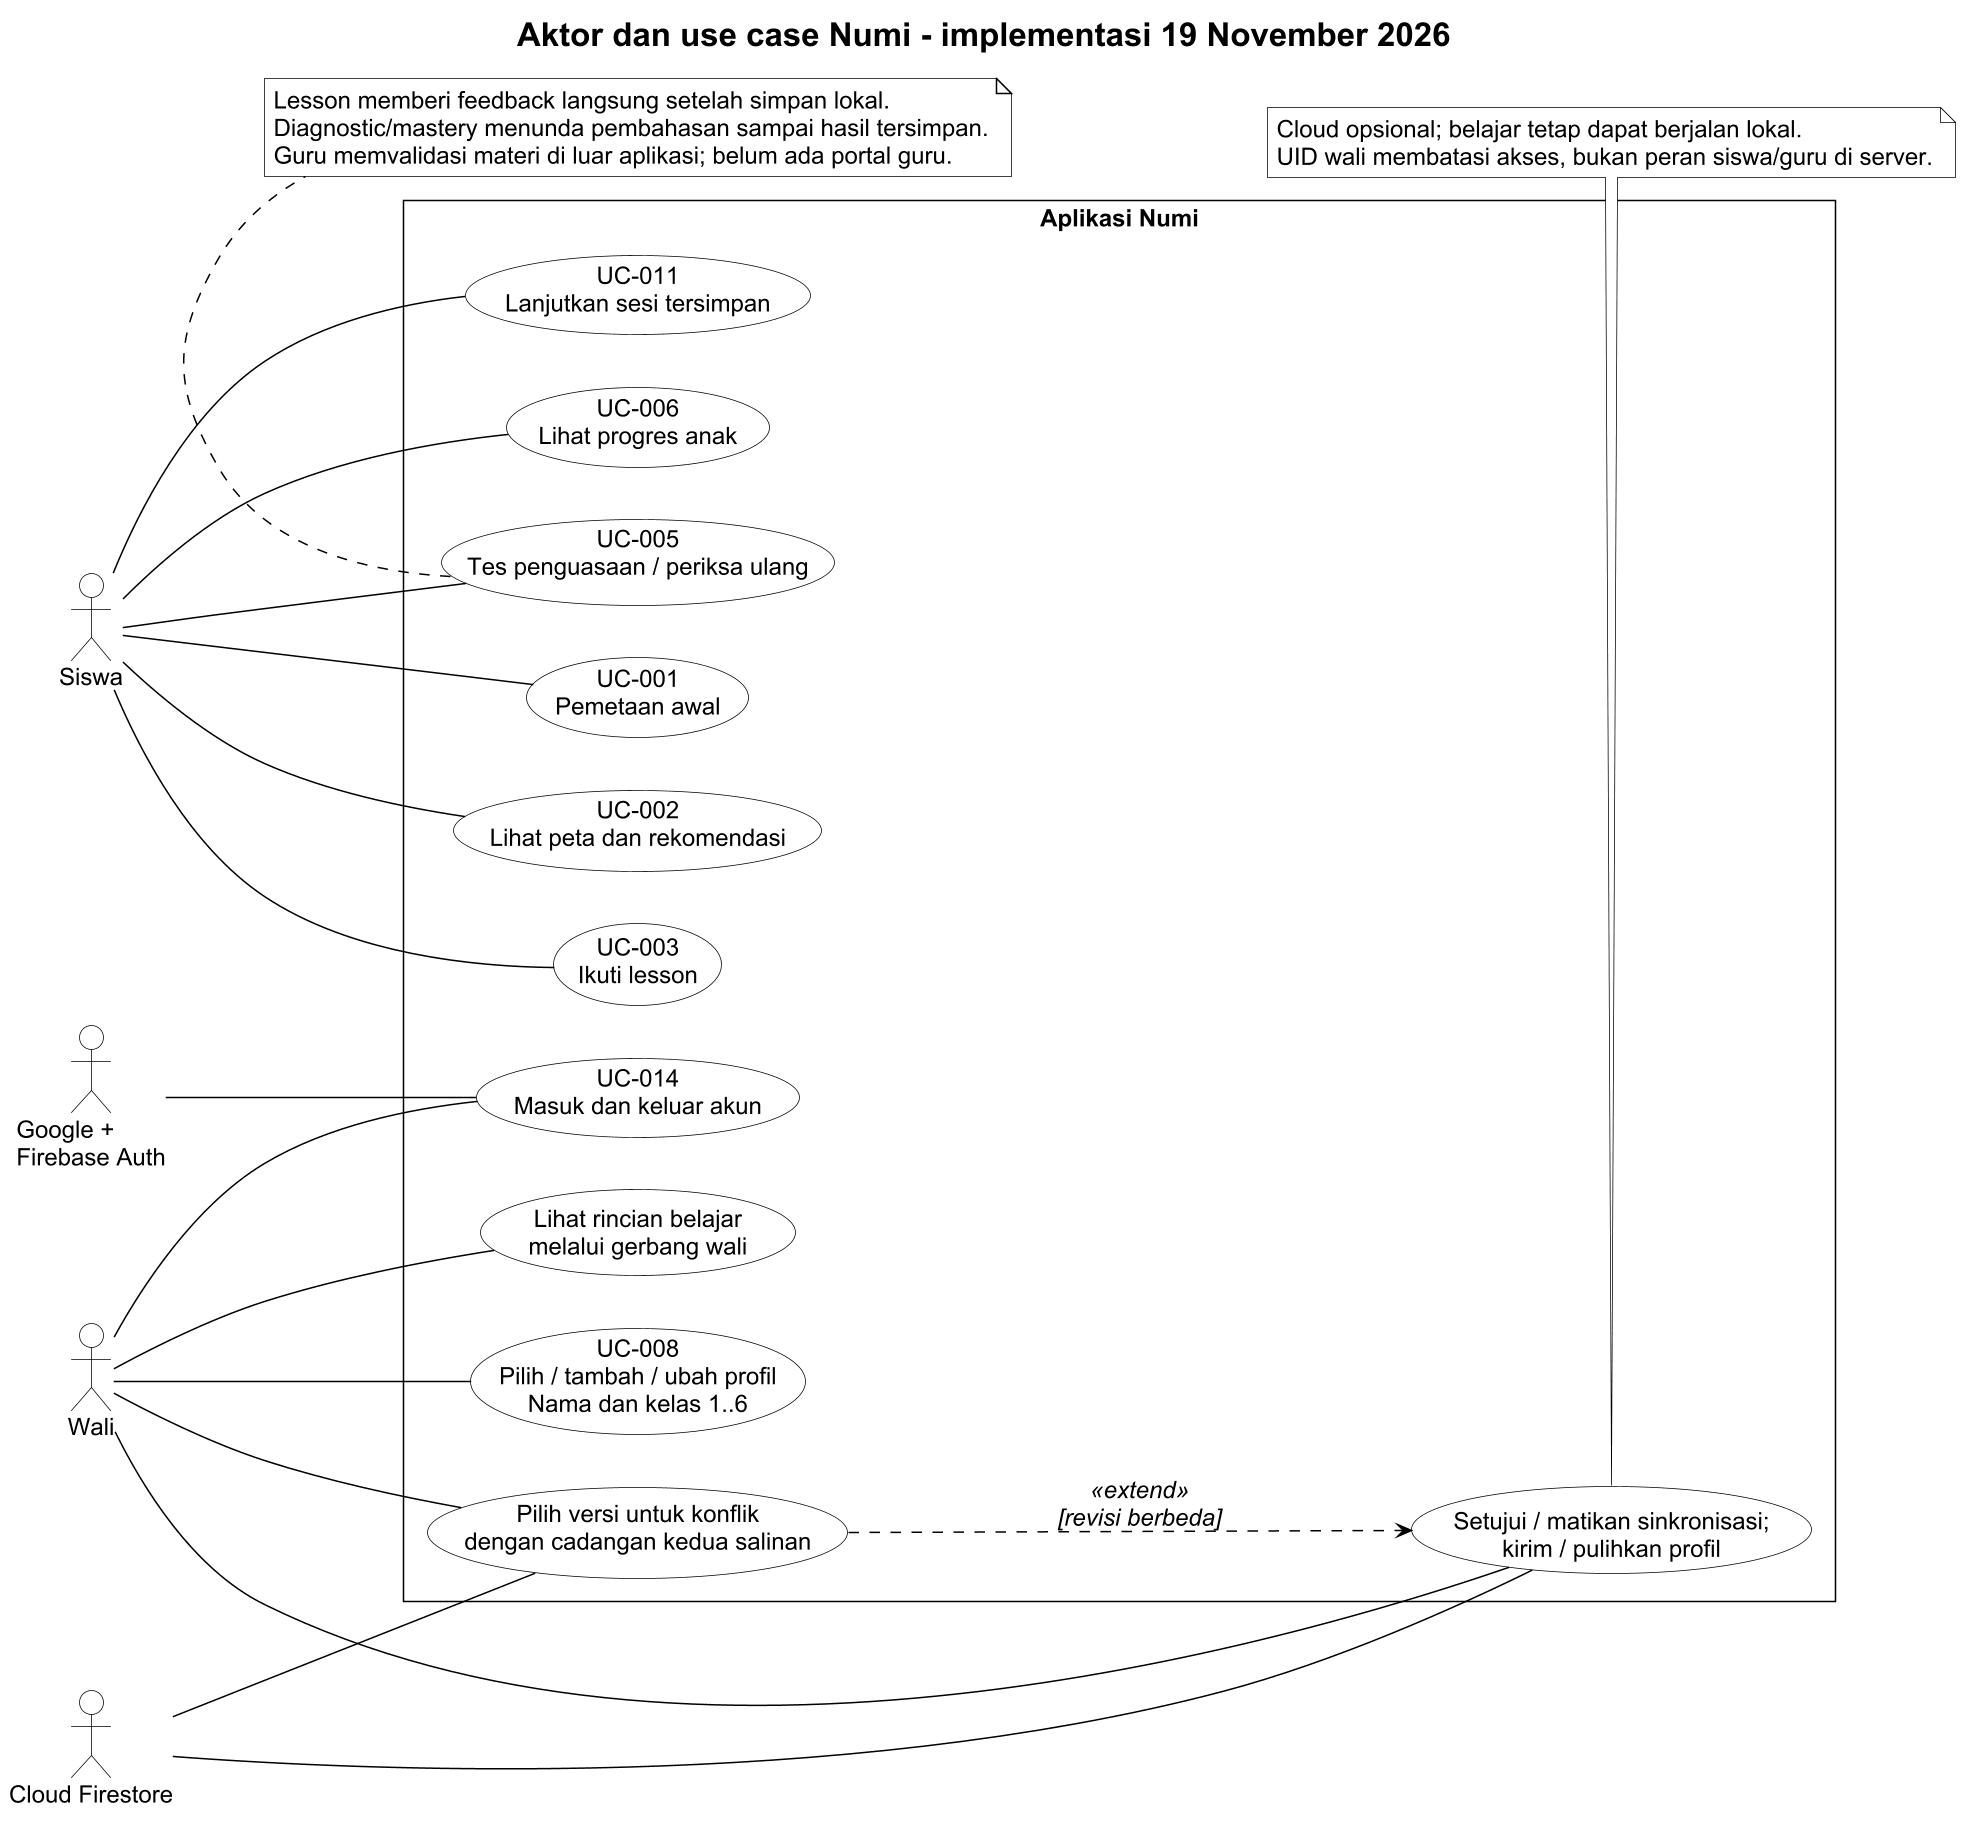 Aktor dan use case Numi - implementasi 19 November 2026
Lesson memberi feedback langsung setelah simpan lokal.
Diagnostic/mastery menunda pembahasan sampai hasil tersimpan.
Guru memvalidasi materi di luar aplikasi; belum ada portal guru.
Cloud opsional; belajar tetap dapat berjalan lokal.
UID wali membatasi akses, bukan peran siswa/guru di server.
Aplikasi Numi
UC-011
Lanjutkan sesi tersimpan
UC-006
Lihat progres anak
UC-005
Tes penguasaan / periksa ulang
Siswa
UC-001
Pemetaan awal
UC-002
Lihat peta dan rekomendasi
UC-003
Ikuti lesson
Google +
Firebase Auth
UC-014
Masuk dan keluar akun
Lihat rincian belajar
melalui gerbang wali
Wali
UC-008
Pilih / tambah / ubah profil
Nama dan kelas 1..6
Pilih versi untuk konflik
dengan cadangan kedua salinan
«extend»
[revisi berbeda]
Setujui / matikan sinkronisasi;
kirim / pulihkan profil
Cloud Firestore